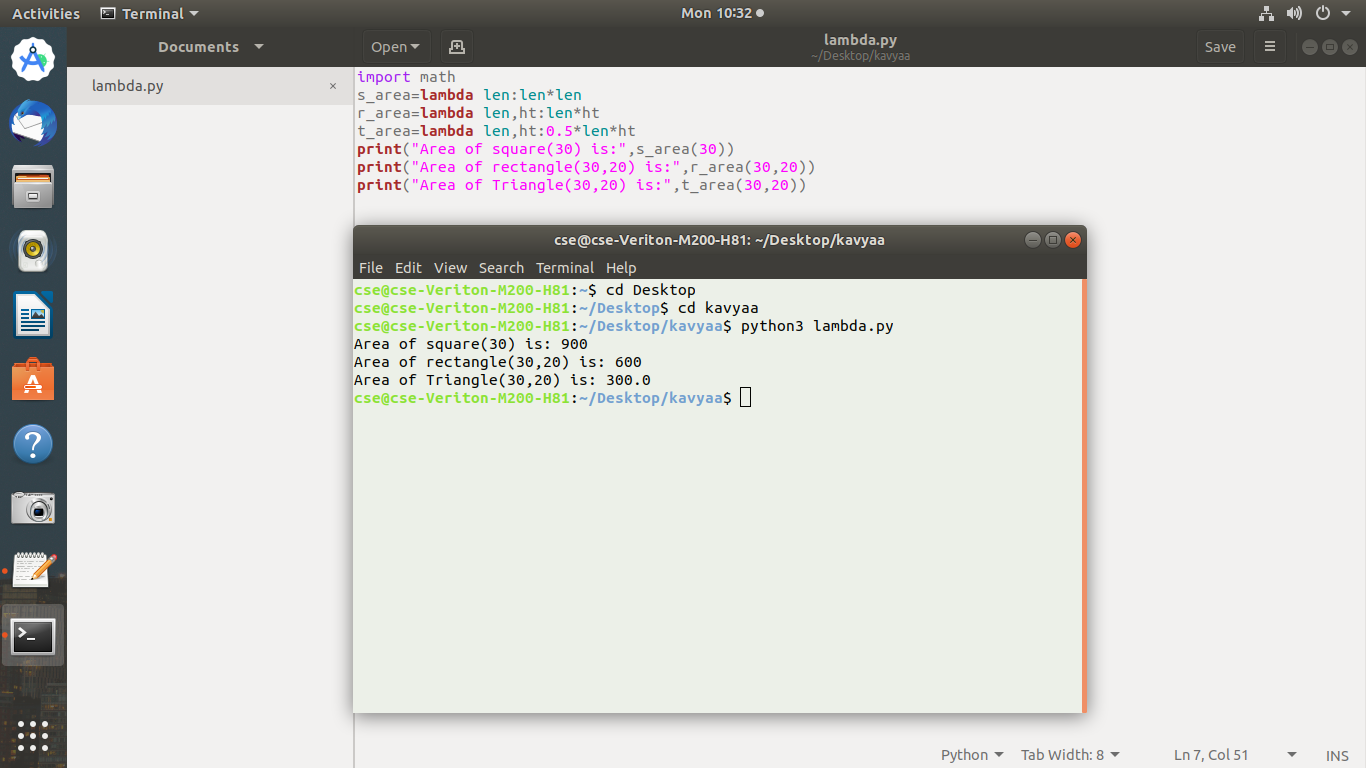 Activities Terminal Mon 10:32
Documents Open lambda.py Save
~/Desktop/kavyaa
lambda.py ×
import math
s_area=lambda len:len*len
r_area=lambda len,ht:len*ht
t_area=lambda len,ht:0.5*len*ht
print("Area of square(30) is:",s_area(30))
print("Area of rectangle(30,20) is:",r_area(30,20))
print("Area of Triangle(30,20) is:",t_area(30,20))
cse@cse-Veriton-M200-H81: ~/Desktop/kavyaa
File Edit View Search Terminal Help
cse@cse-Veriton-M200-H81:~$ cd Desktop
cse@cse-Veriton-M200-H81:~/Desktop$ cd kavyaa
cse@cse-Veriton-M200-H81:~/Desktop/kavyaa$ python3 lambda.py
Area of square(30) is: 900
Area of rectangle(30,20) is: 600
Area of Triangle(30,20) is: 300.0
cse@cse-Veriton-M200-H81:~/Desktop/kavyaa$
Python Tab Width: 8 Ln 7, Col 51 INS